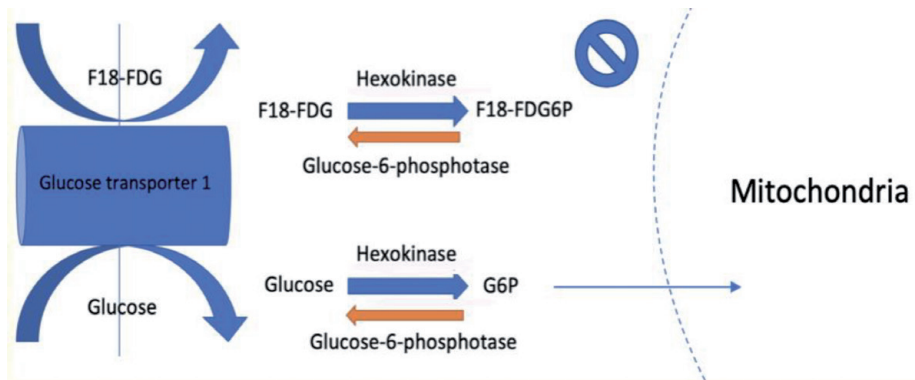 F18-FDG
Glucose transporter 1
Glucose
Hexokinase
F18-FDG
F18-FDG6P
Glucose-6-phosphotase
Hexokinase
Glucose
G6P
Glucose-6-phosphotase
Mitochondria